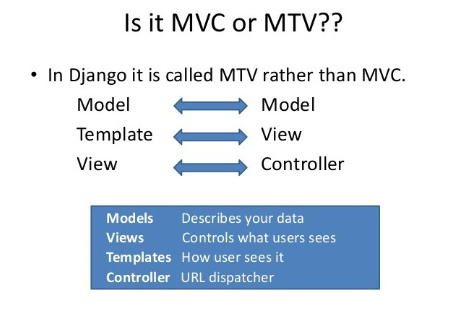 Is it MVC or MTV??
• In Django it is called MTV rather than MVC.
Model Model
Template View
View Controller
Models Describes your data
Views Controls what users sees
Templates How user sees it
Controller URL dispatcher